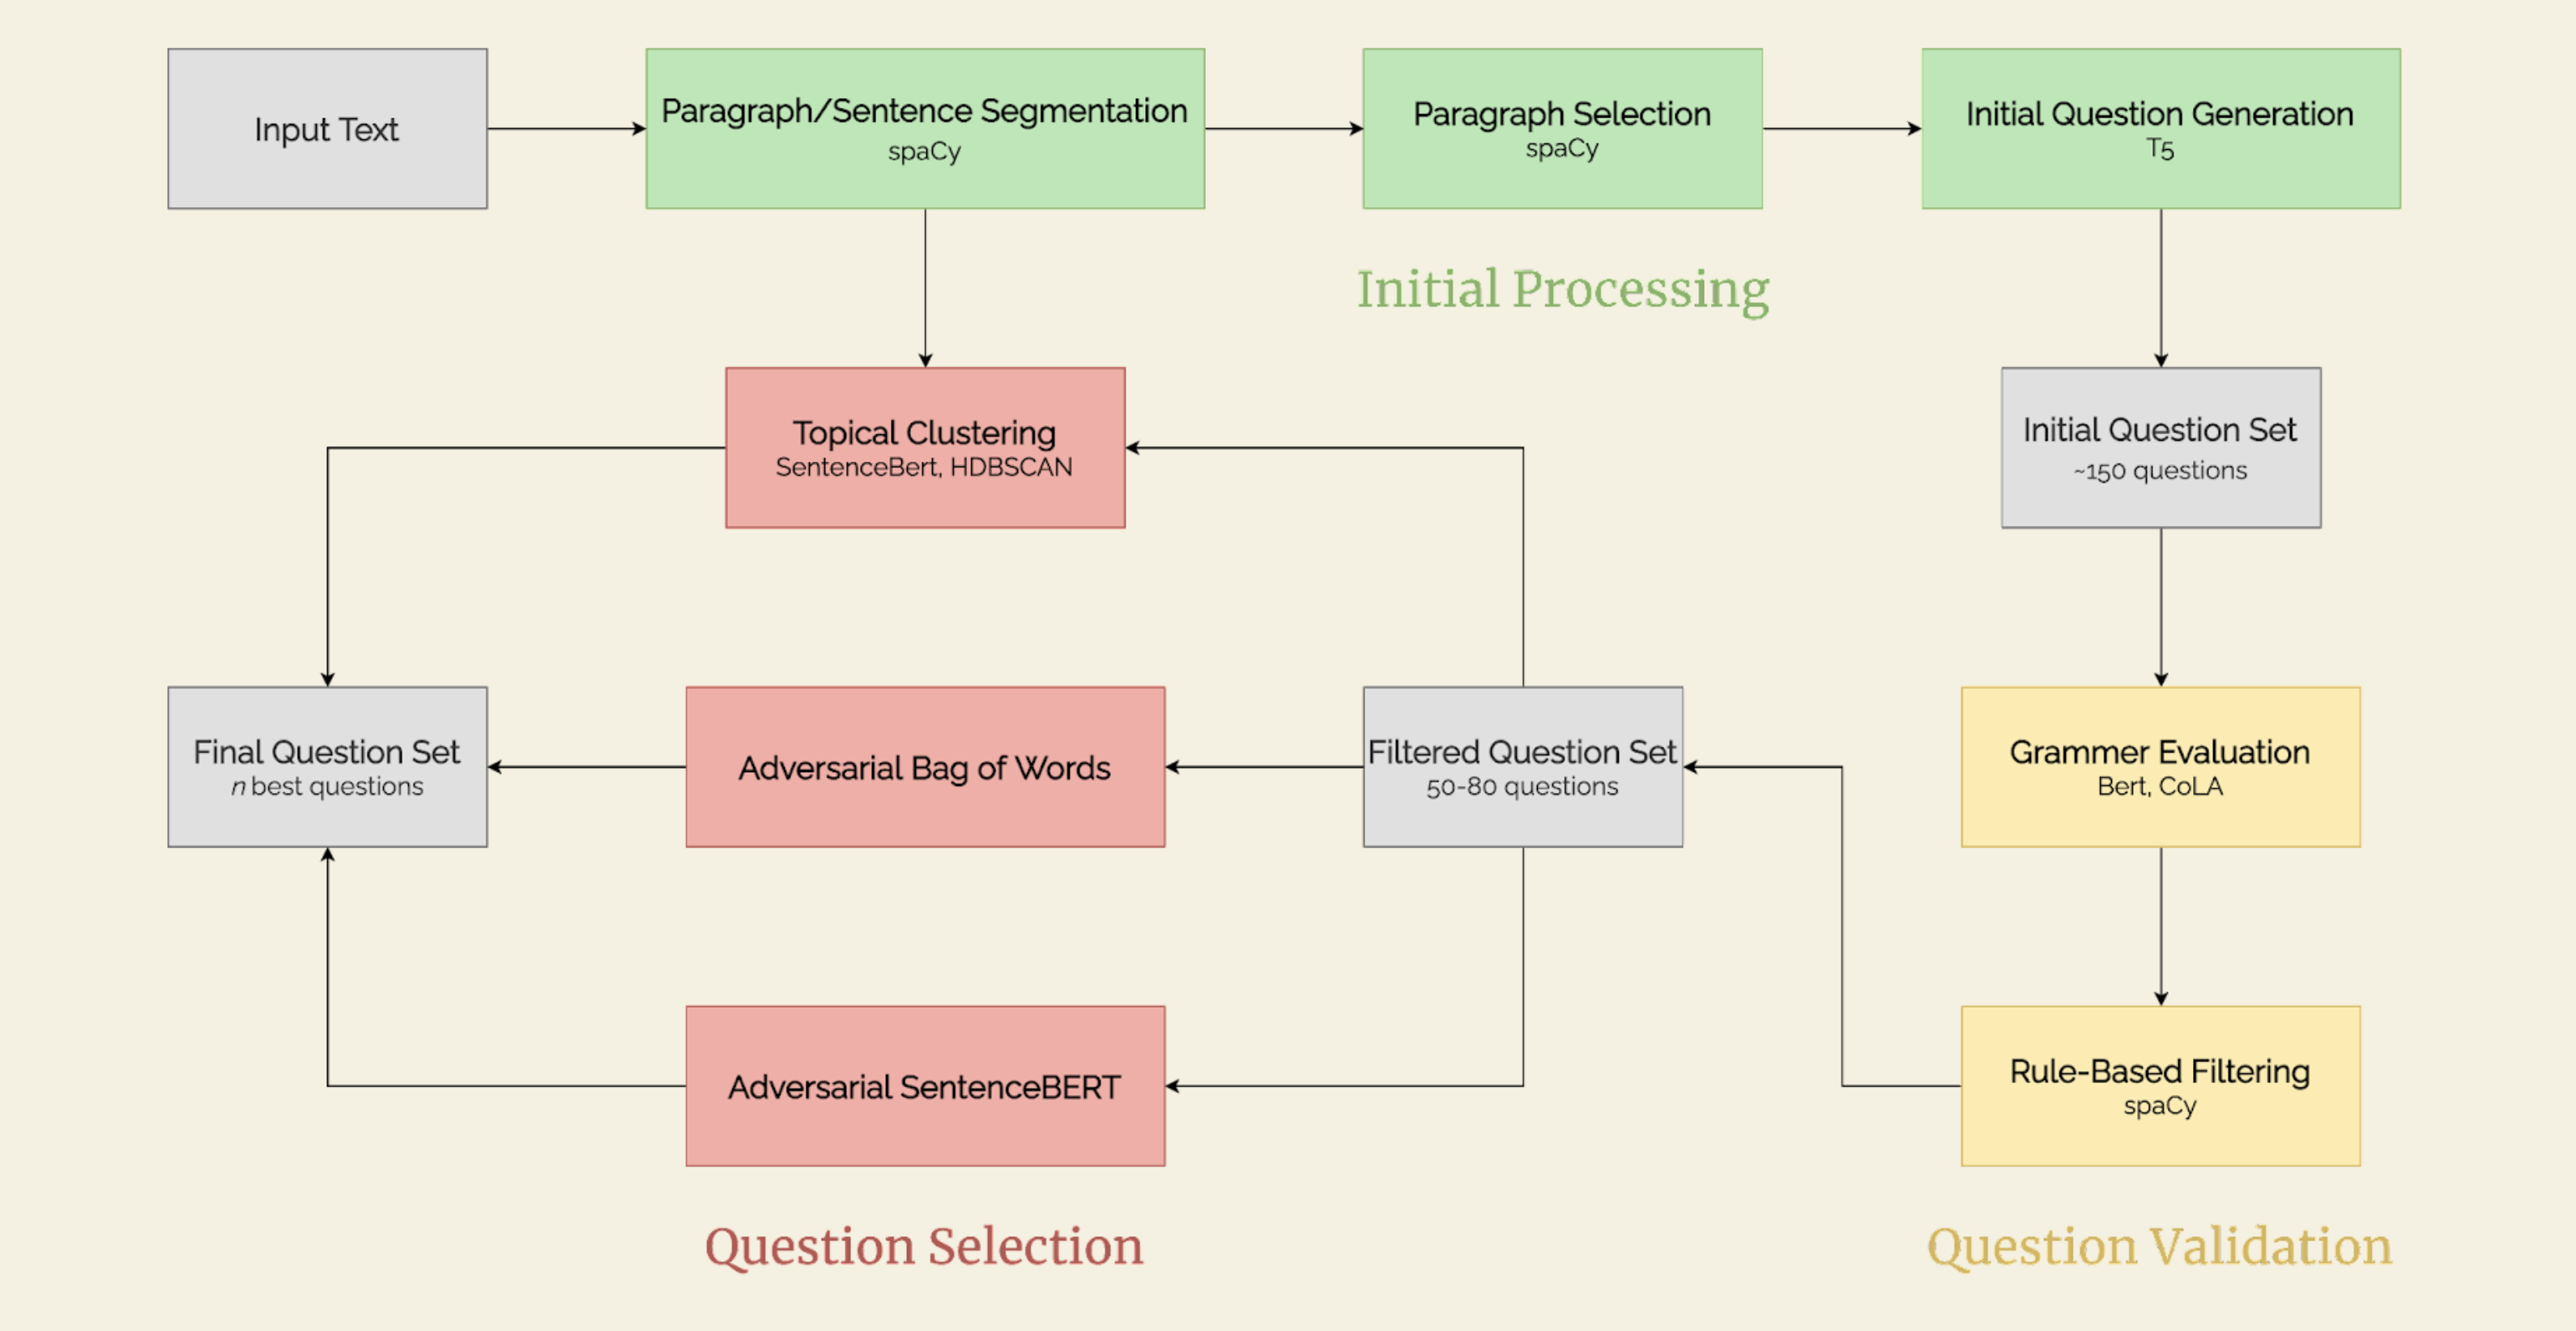 Input Text
Paragraph/Sentence Segmentation
spaCy
Paragraph Selection
spaCy
Initial Question Generation
T5
Initial Processing
Topical Clustering
SentenceBert, HDBSCAN
Initial Question Set
~150 questions
Final Question Set
n best questions
Adversarial Bag of Words
Filtered Question Set
50-80 questions
Grammer Evaluation
Bert, CoLA
Adversarial SentenceBERT
Rule-Based Filtering
spaCy
Question Selection
Question Validation